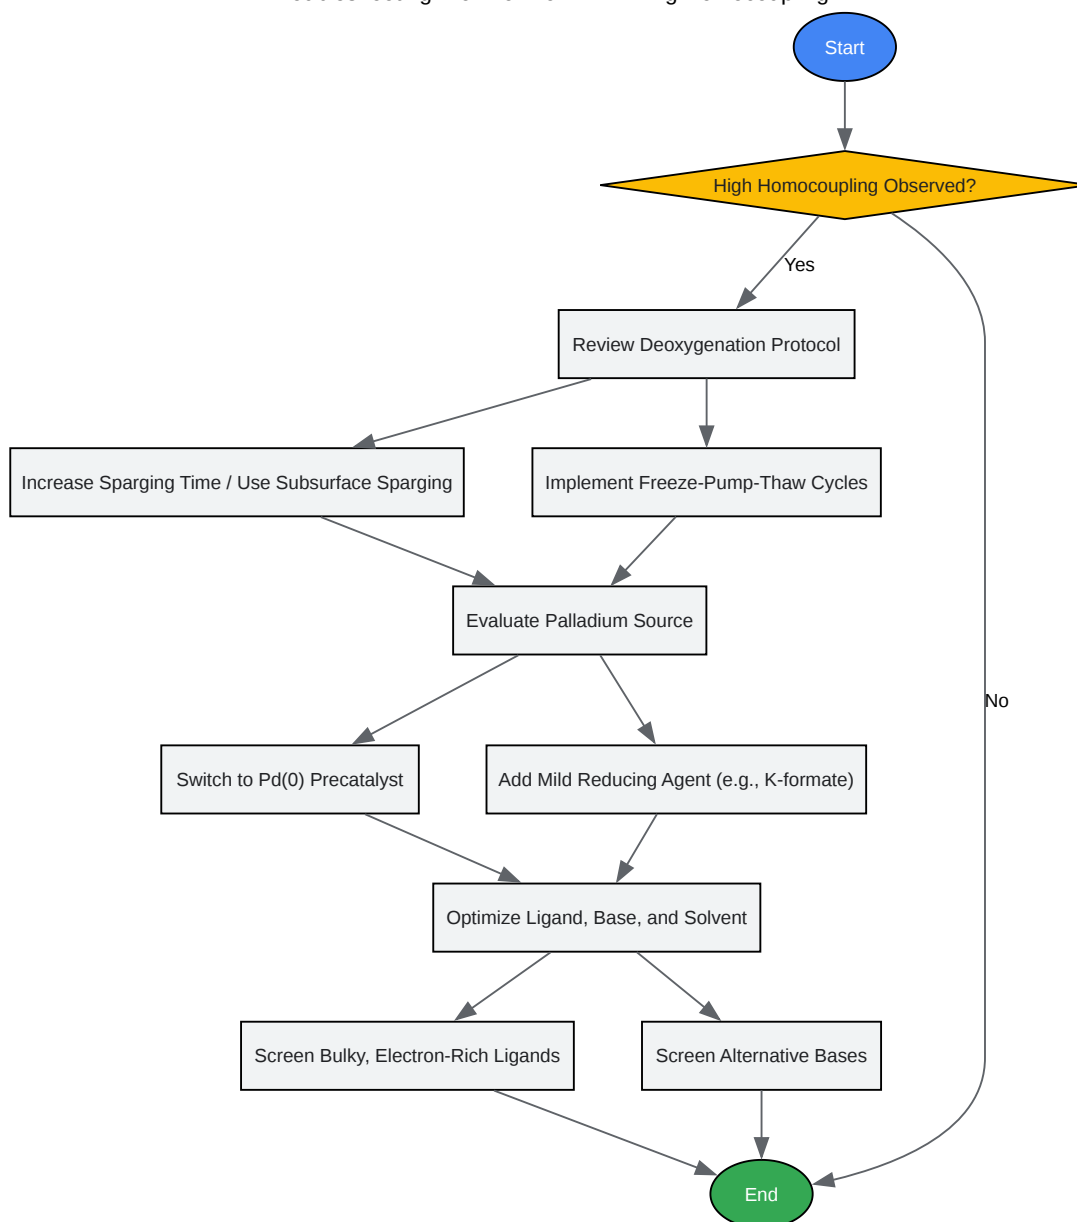 Start
High Homocoupling Observed?
Yes
Review Deoxygenation Protocol
Increase Sparging Time / Use Subsurface Sparging
Implement Freeze-Pump-Thaw Cycles
Evaluate Palladium Source
No
Switch to Pd(0) Precatalyst
Add Mild Reducing Agent (e.g., K-formate)
Optimize Ligand, Base, and Solvent
Screen Bulky, Electron-Rich Ligands
Screen Alternative Bases
End